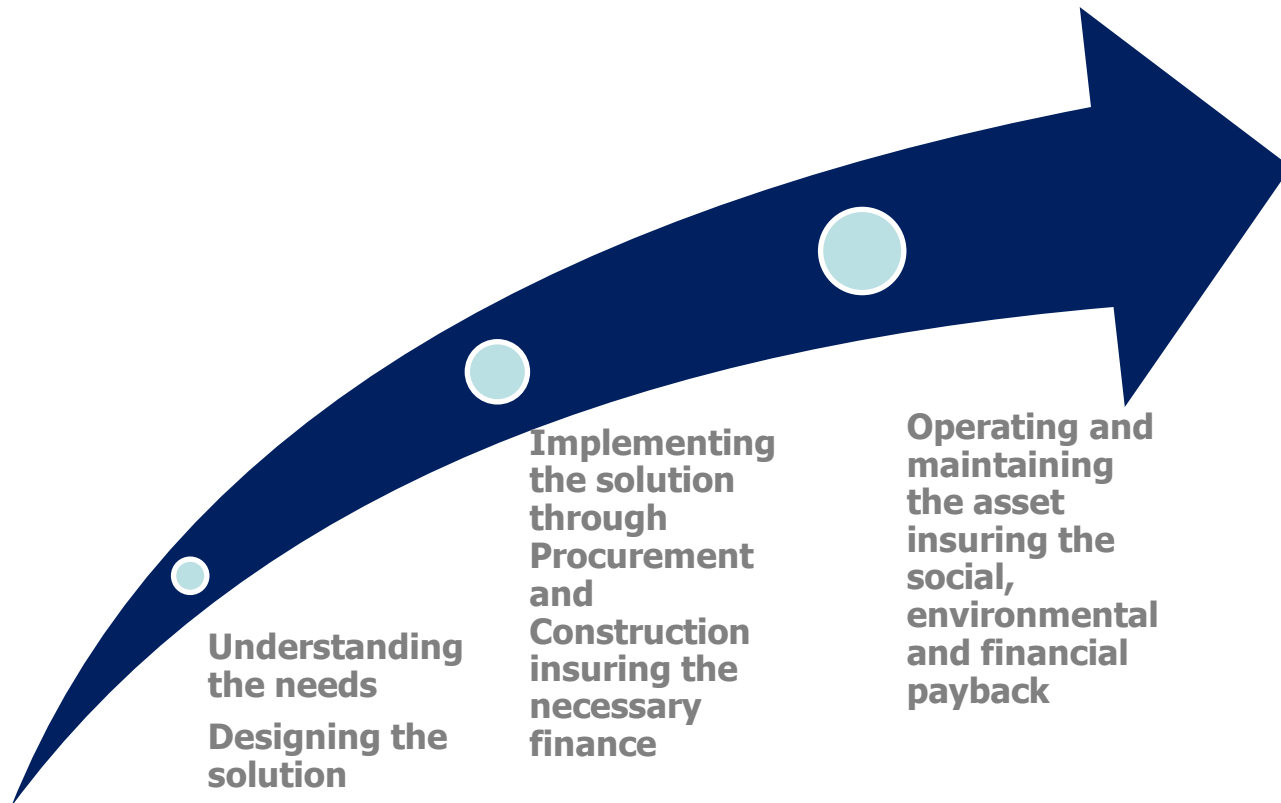 Understanding
the needs
Designing the
solution
Implementing
the solution
through
Procurement
and
Construction
insuring the
necessary
finance
Operating and
maintaining
the asset
insuring the
social,
environmental
and financial
payback